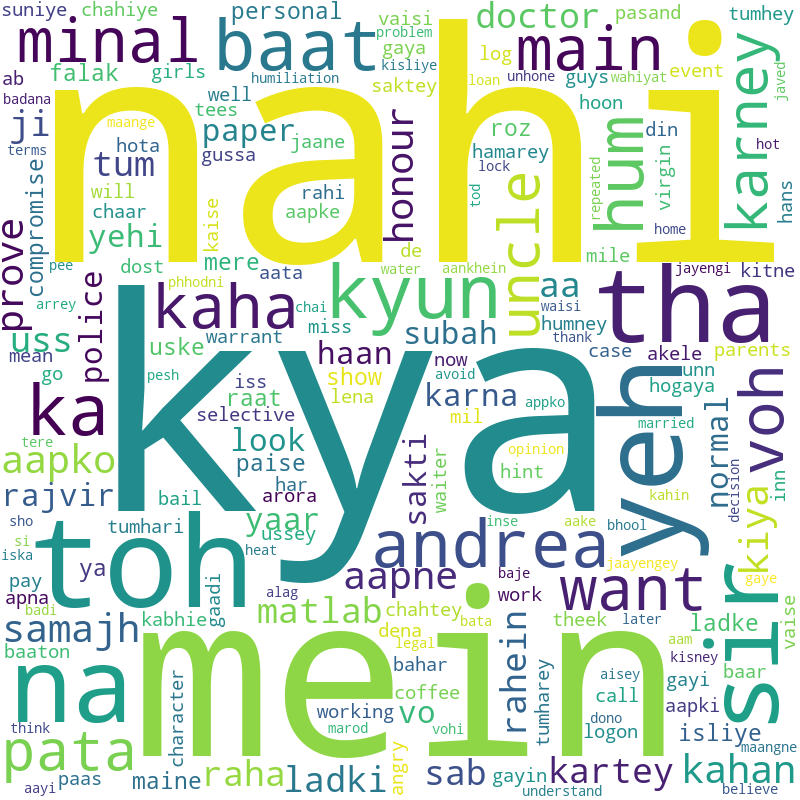 suniye chahiye
personal
doctor
vaisi
pasand
tumhey
minal
baat
problem
gaya
kisliye
main
log
guys
event
ab
falak
girls
humiliation
saktey
loan
unhone
wahiyat
javed
badana
maange
well
tees
paper
jaane
roz
hoon
karney
ji
nahi
terms
hota
tum
gussa
honour
hamarey
din
hum
repeated
virgin
hot
will
rahi
lock
tod
hans
compromise
chaar
aapke
uncle
home
yehi
kaise
prove
mere
de
mile
pee
dost
aata
water
aankhein
jayengi
kitne
arrey
phhodni
kaha
chai
kyun
aa
waisi
tha
uss
police
miss
subah
humney
mean
uske
warrant
haan
now
thank
case
akele
parents
go
iss
show
avoid
unn
hogaya
ka
raat
lena
karna
yeh
voh
pesh
selective
kya
mil
married
normal
look
sakti
opinion
tere
aapko
paise
waiter
hint
decision
kahin
inn
rajvir
bail
har
arora
appko
sho
tumhari
ussey
yaar
inse
aake
bhool
kiya
si
toh
heat
andrea
jaayengey
gaye
iska
ya
gaadi
aapne
baje
want
sir
pay
apna
alag
work
later
vaise
badi
matlab
chahtey
samajh
kabhie
dena
legal
bata
theek
ladke
aam
baaton
mein
rahein
kisney
baar
na
bahar
tumharey
aisey
gayi
coffee
call
aapki
character
working
vo
dono
logon
isliye
think
marod
vohi
maangne
pata
angry
paas
maine
raha
ladki
sab
gayin
kartey
kahan
aayi
understand
believe